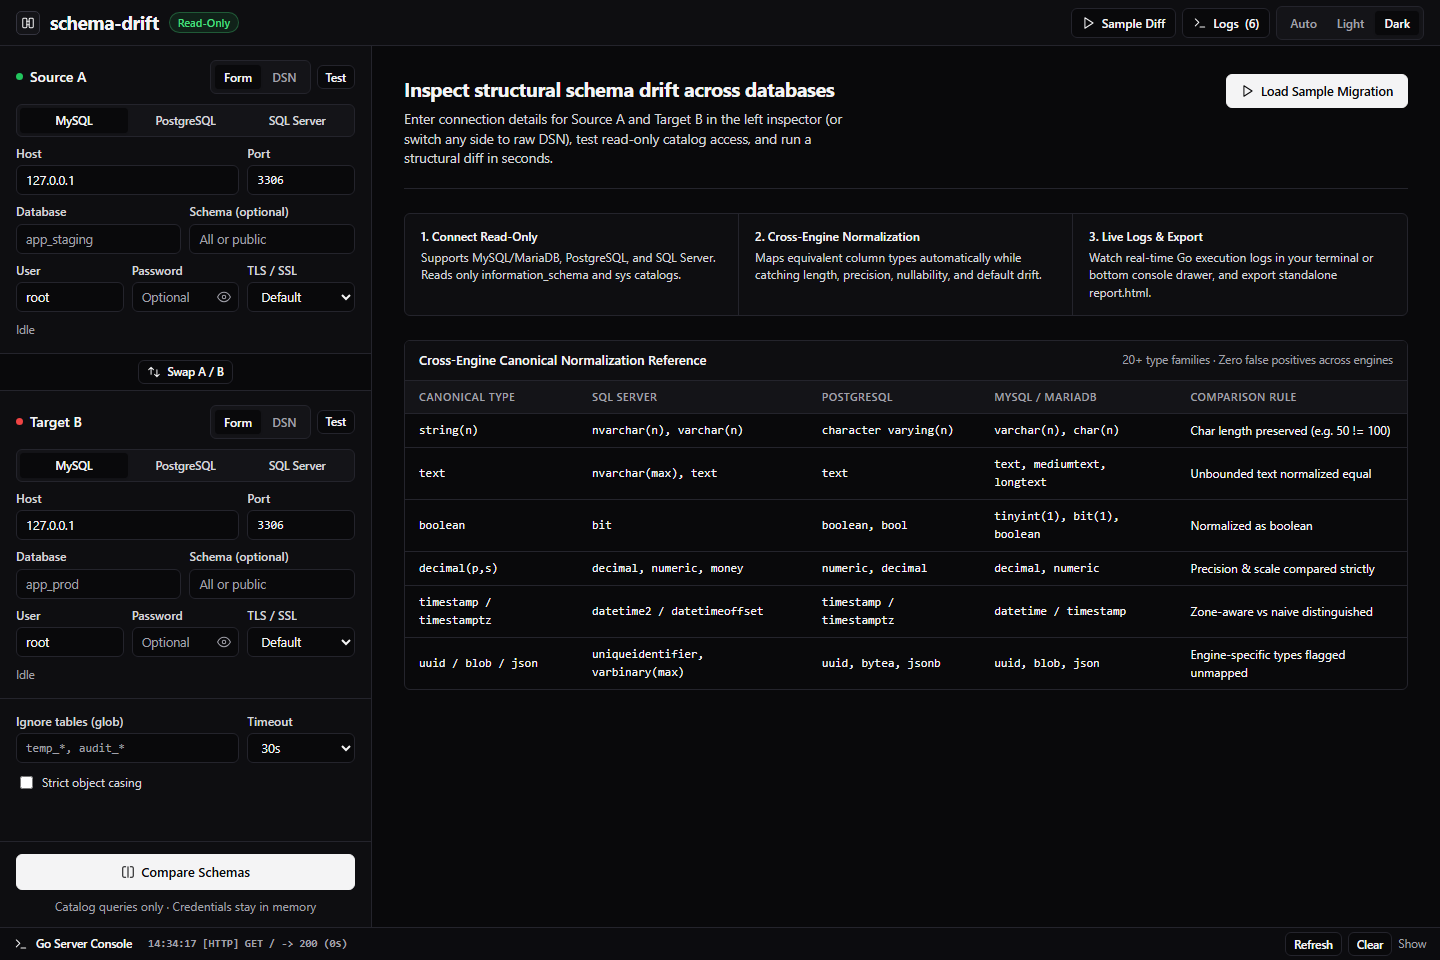 schema-drift Read-Only
Sample Diff
Logs (6)
Auto Light Dark
Source A
Form DSN Test
MySQL PostgreSQL SQL Server
Host Port
127.0.0.1 3306
Database Schema (optional)
app_staging All or public
User Password TLS / SSL
root Optional Default
Idle
Swap A / B
Target B
Form DSN Test
MySQL PostgreSQL SQL Server
Host Port
127.0.0.1 3306
Database Schema (optional)
app_prod All or public
User Password TLS / SSL
root Optional Default
Idle
Ignore tables (glob) Timeout
temp_*, audit_* 30s
Strict object casing
Compare Schemas
Catalog queries only · Credentials stay in memory
Inspect structural schema drift across databases
Enter connection details for Source A and Target B in the left inspector (or
switch any side to raw DSN), test read-only catalog access, and run a
structural diff in seconds.
Load Sample Migration
1. Connect Read-Only
Supports MySQL/MariaDB, PostgreSQL, and SQL Server.
Reads only information_schema and sys catalogs.
2. Cross-Engine Normalization
Maps equivalent column types automatically while
catching length, precision, nullability, and default drift.
3. Live Logs & Export
Watch real-time Go execution logs in your terminal or
bottom console drawer, and export standalone
report.html.
Cross-Engine Canonical Normalization Reference 20+ type families · Zero false positives across engines
CANONICAL TYPE SQL SERVER POSTGRESQL MYSQL / MARIADB COMPARISON RULE
string(n) nvarchar(n), varchar(n) character varying(n) varchar(n), char(n) Char length preserved (e.g. 50 != 100)
text nvarchar(max), text text text, mediumtext,
longtext
Unbounded text normalized equal
boolean bit boolean, bool tinyint(1), bit(1),
boolean
Normalized as boolean
decimal(p,s) decimal, numeric, money numeric, decimal decimal, numeric Precision & scale compared strictly
timestamp /
timestamptz
datetime2 / datetimeoffset
timestamp /
timestamptz
datetime / timestamp Zone-aware vs naive distinguished
uuid / blob / json
uniqueidentifier,
varbinary(max)
uuid, bytea, jsonb uuid, blob, json
Engine-specific types flagged
unmapped
Go Server Console 14:34:17 [HTTP] GET / -> 200 (0s)
Refresh Clear Show